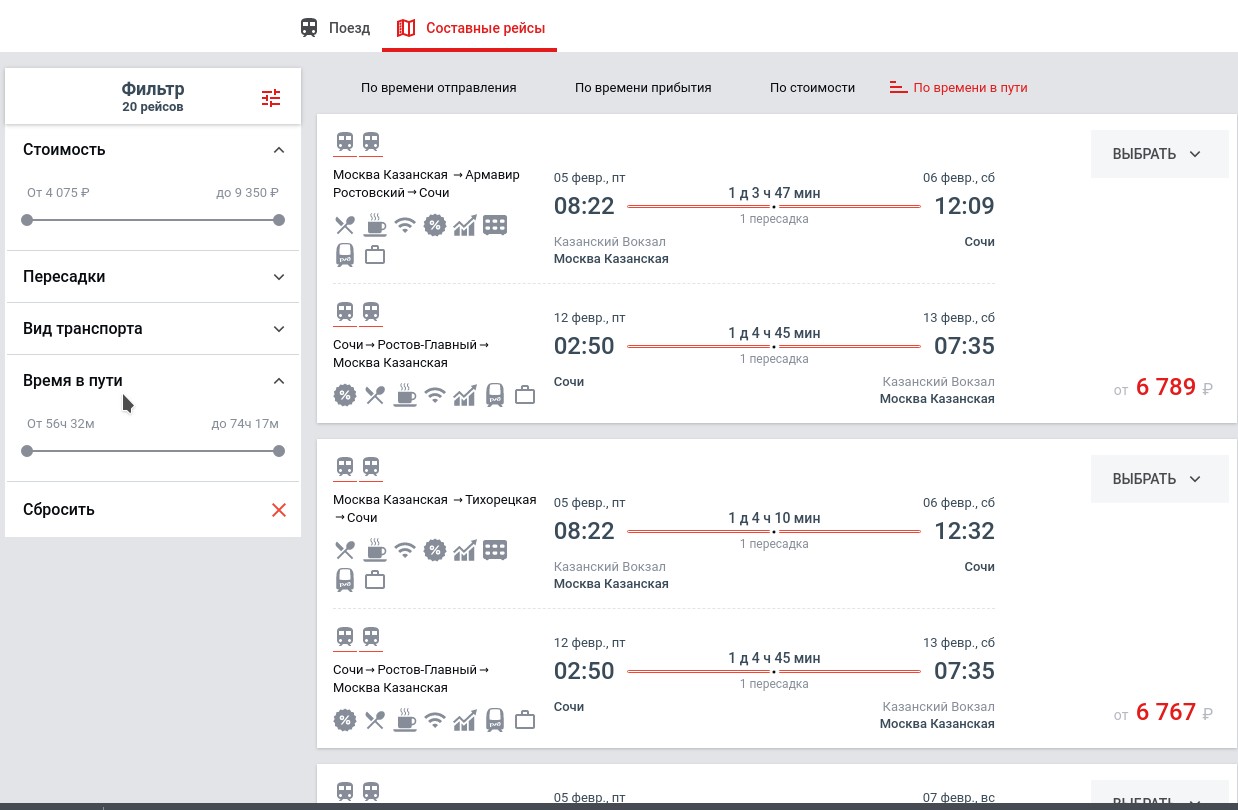 Поезд
Составные рейсы
Фильтр
20 рейсов
Стоимость
От 4 075 ₽
до 9 350 ₽
Пересадки
Вид транспорта
Время в пути
От 56ч 32м
до 74ч 17м
Сбросить
По времени отправления
По времени прибытия
По стоимости
По времени в пути
Москва Казанская → Армавир
Ростовский → Сочи
05 февр., пт
08:22
Казанский Вокзал
Москва Казанская
1 д 3 ч 47 мин
1 пересадка
06 февр., сб
12:09
Сочи
ВЫБРАТЬ
Сочи → Ростов-Главный →
Москва Казанская
12 февр., пт
02:50
Сочи
1 д 4 ч 45 мин
1 пересадка
13 февр., сб
07:35
Казанский Вокзал
Москва Казанская
от 6 789 ₽
Москва Казанская → Тихорецкая
→ Сочи
05 февр., пт
08:22
Казанский Вокзал
Москва Казанская
1 д 4 ч 10 мин
1 пересадка
06 февр., сб
12:32
Сочи
ВЫБРАТЬ
Сочи → Ростов-Главный →
Москва Казанская
12 февр., пт
02:50
Сочи
1 д 4 ч 45 мин
1 пересадка
13 февр., сб
07:35
Казанский Вокзал
Москва Казанская
от 6 767 ₽
05 февр., пт
07 февр., вс
ВЫБРАТЬ